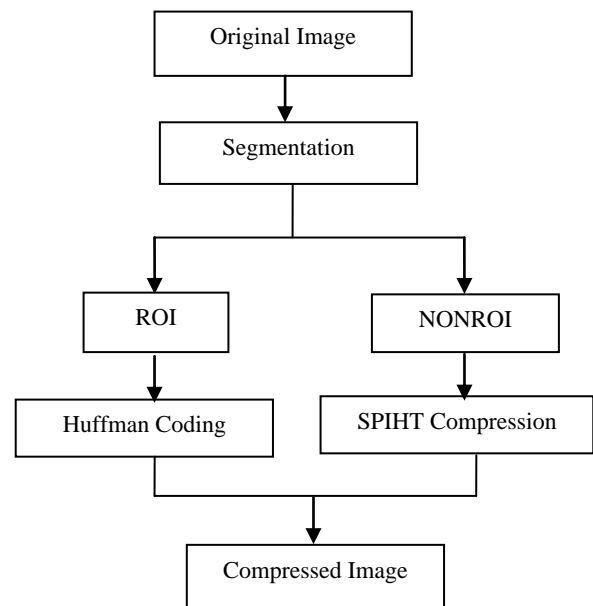 Original Image
Segmentation
ROI
NONROI
Huffman Coding
SPIHT Compression
Compressed Image